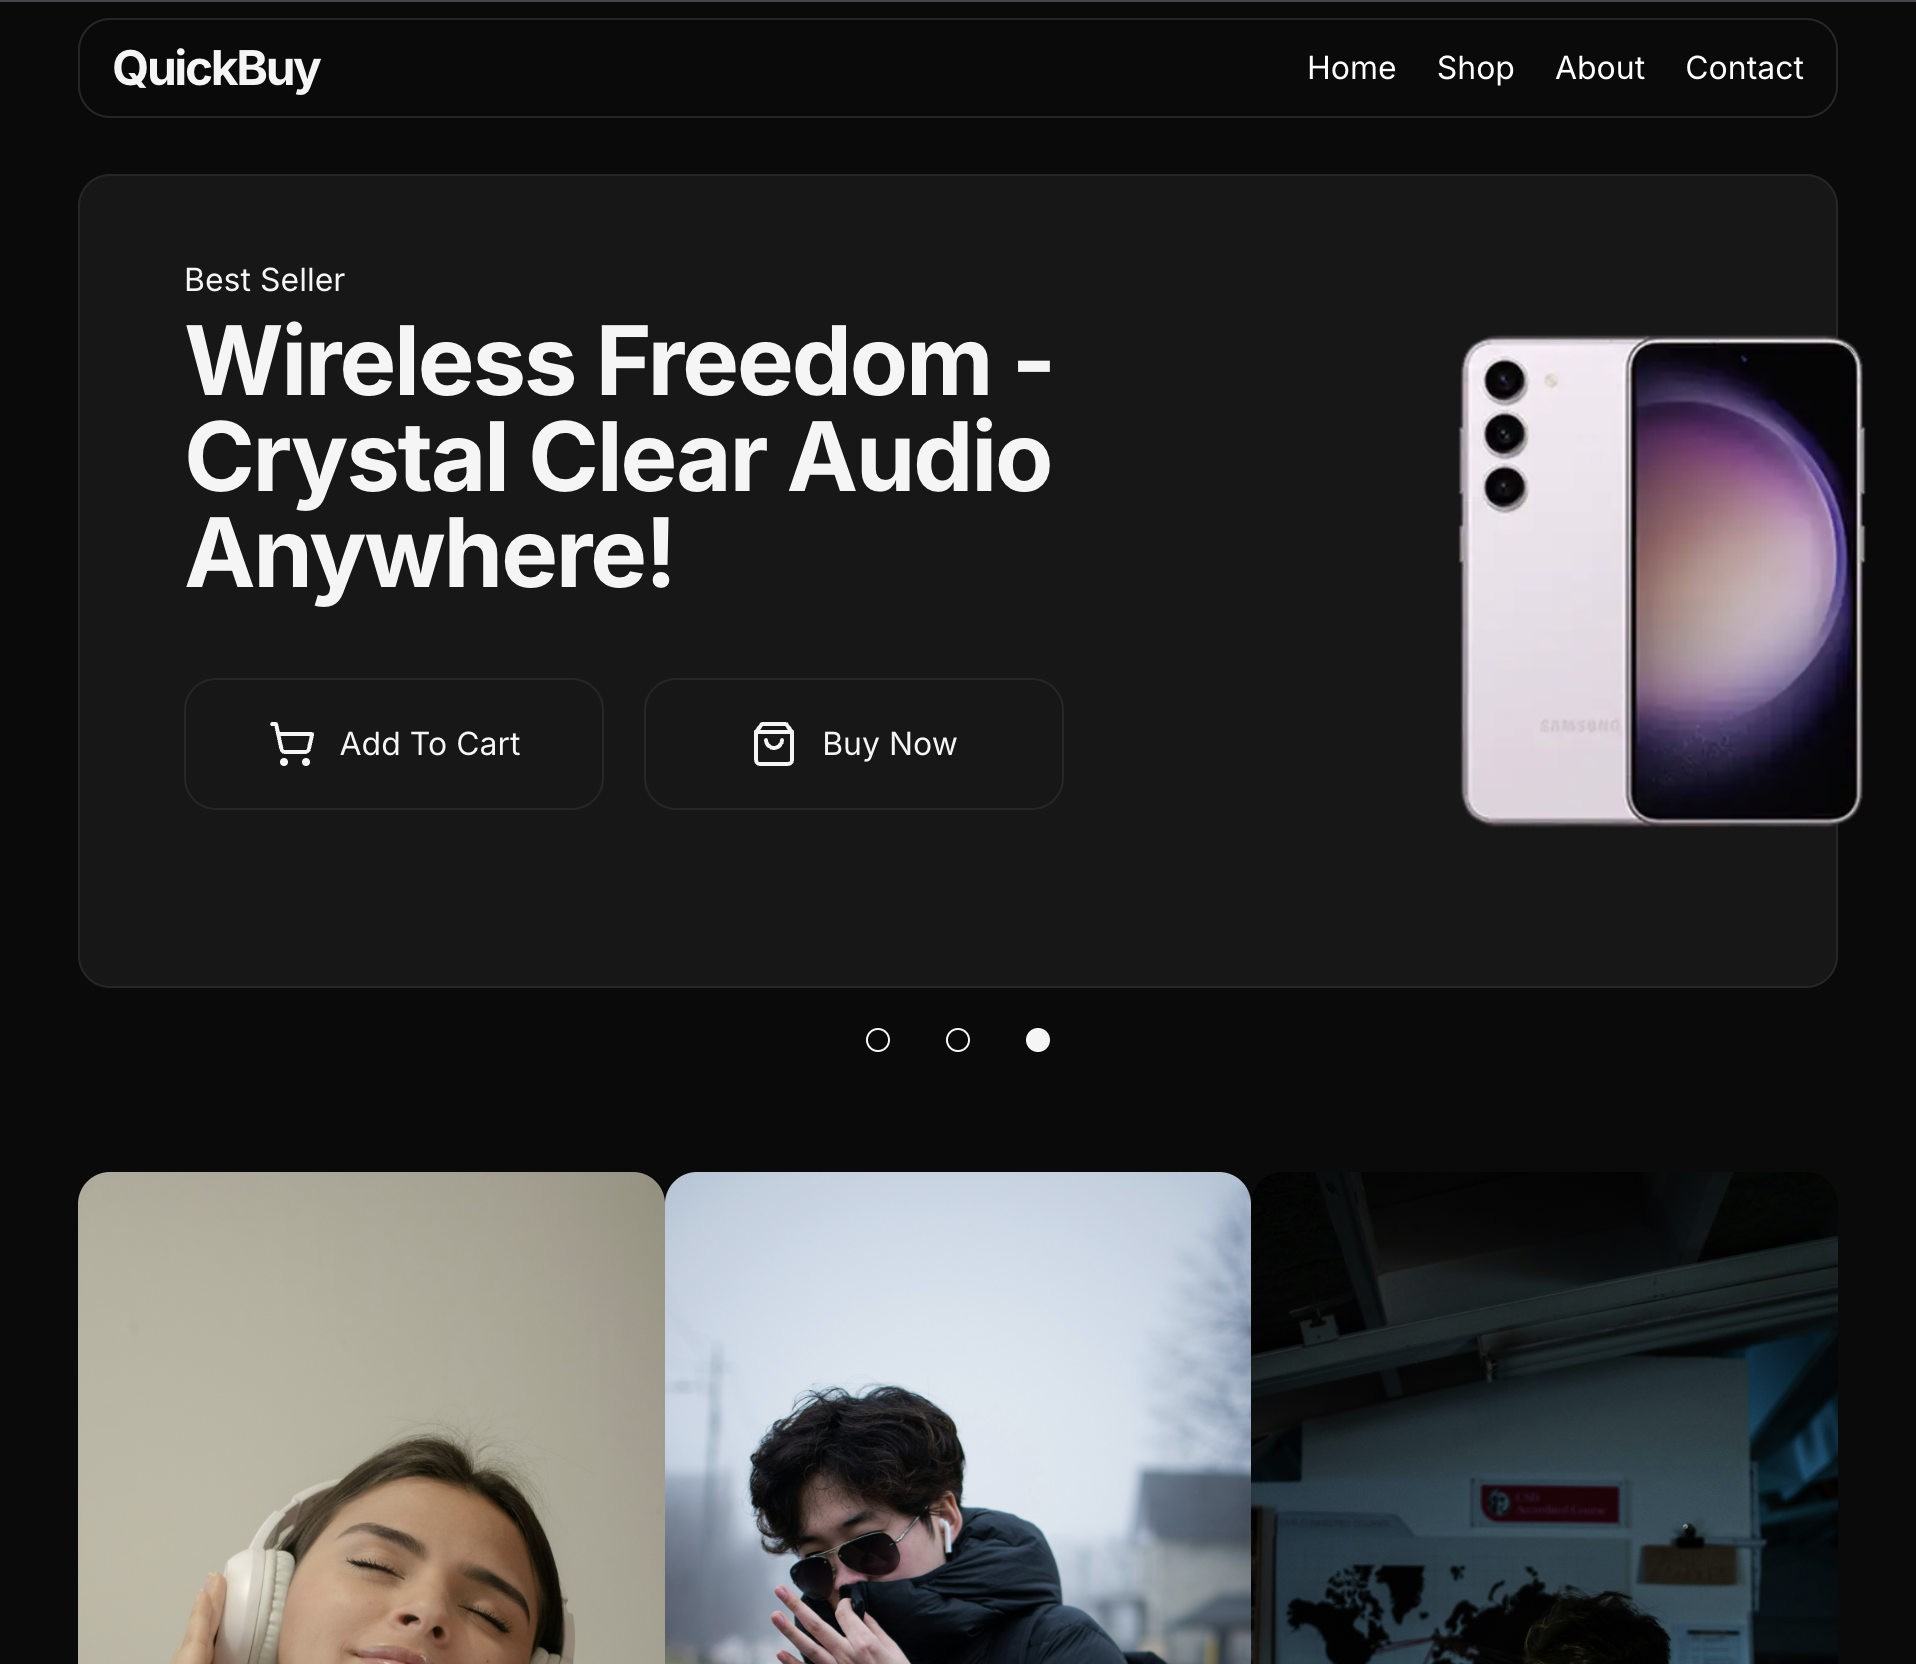 QuickBuy
Home Shop About Contact
Best Seller
Wireless Freedom -
Crystal Clear Audio
Anywhere!
Add To Cart
Buy Now
SAMSUNG